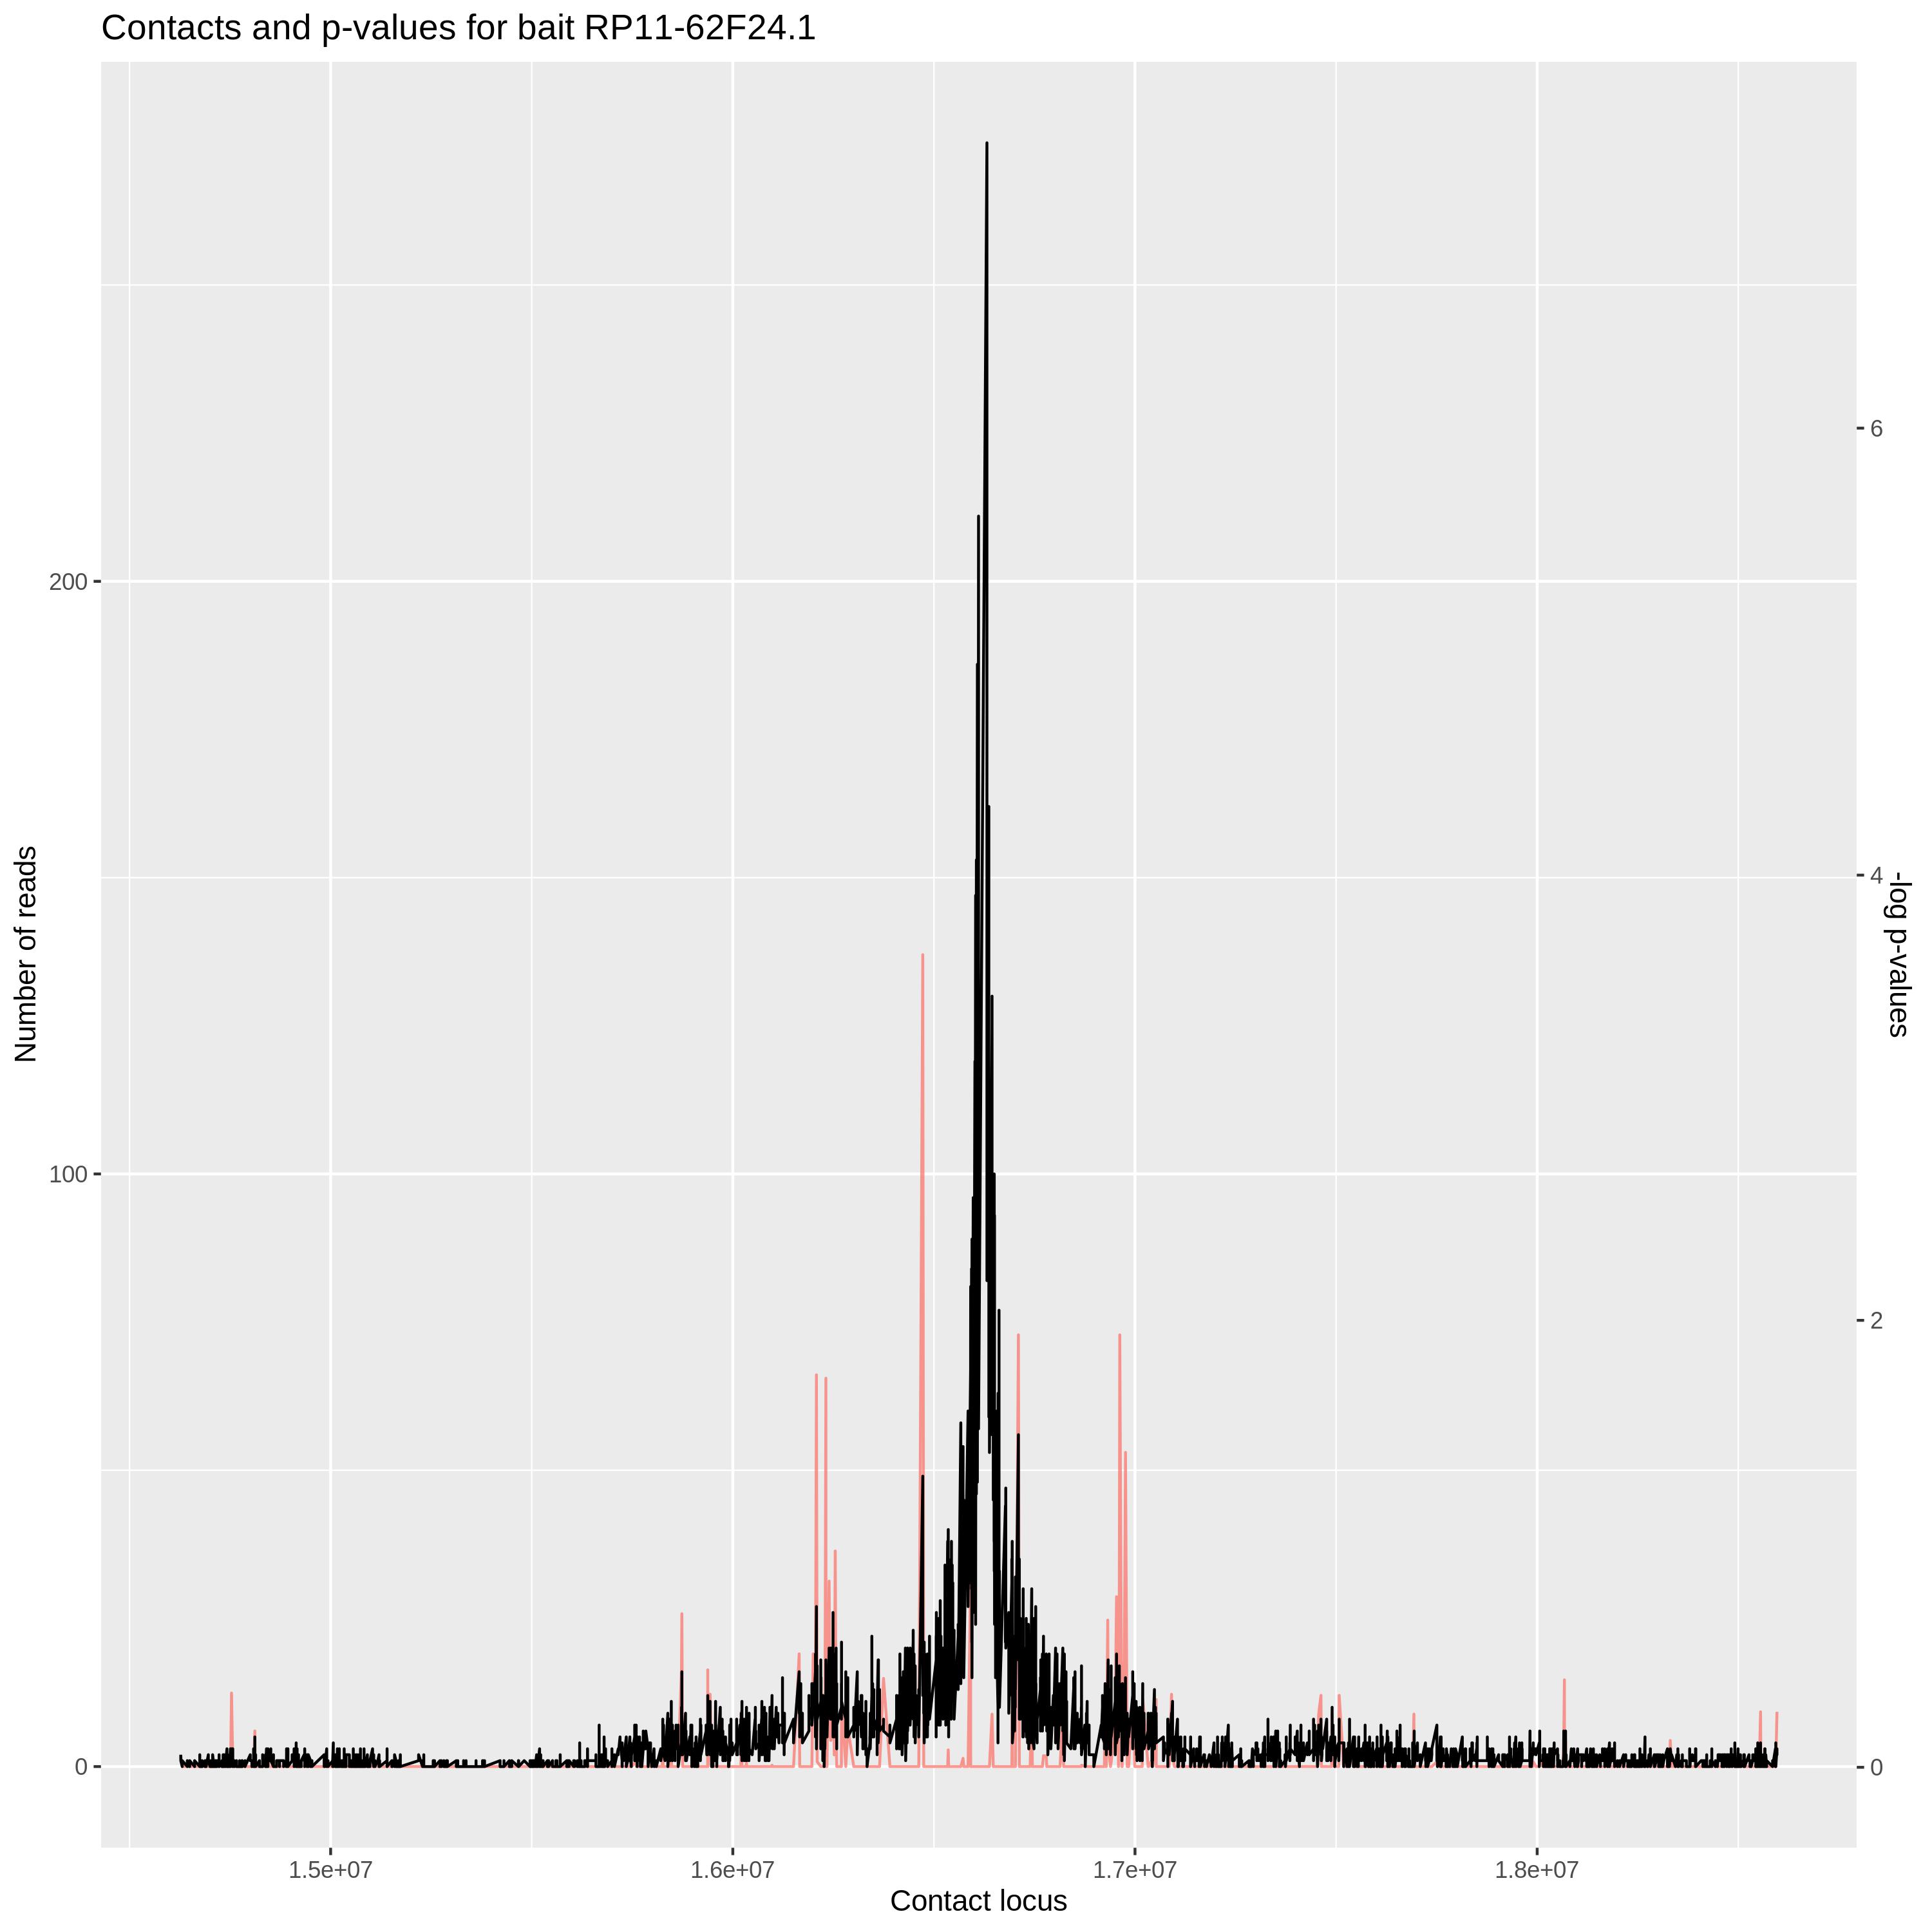 Contacts and p-values for bait RP11-62F24.1
Number of reads
200
100
0
6
4
2
0
-log p-values
1.5e+07
1.6e+07
1.7e+07
1.8e+07
Contact locus